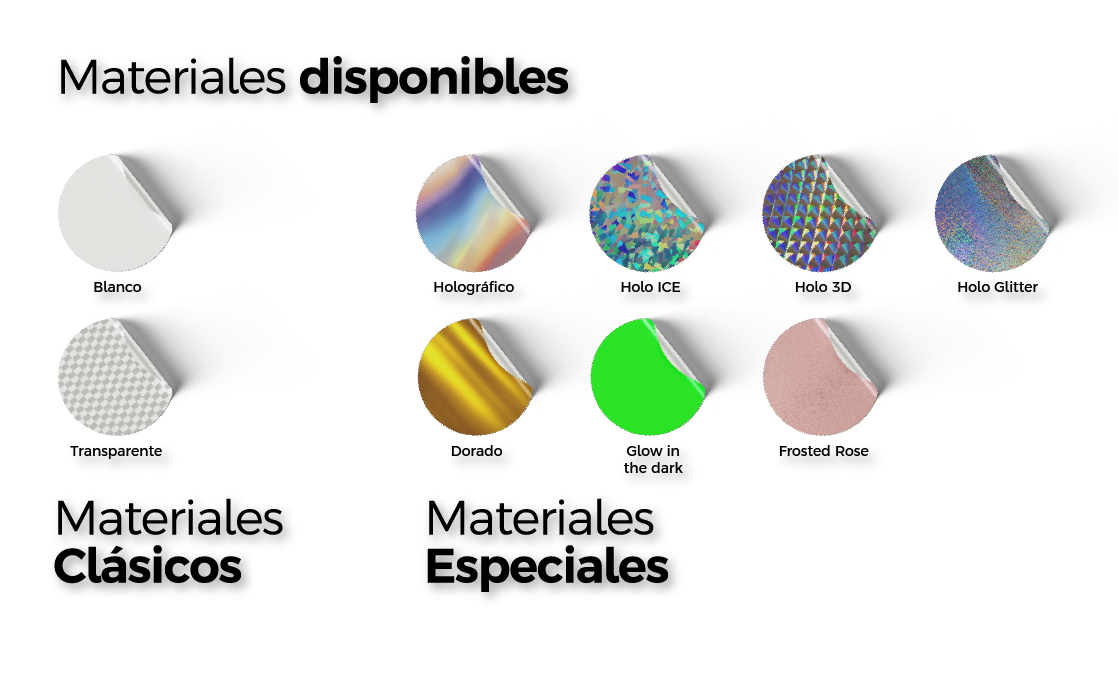 Materiales disponibles
Blanco
Holográfico
Holo ICE
Holo 3D
Holo Glitter
Transparente
Dorado
Glow in
the dark
Frosted Rose
Materiales
Clásicos
Materiales
Especiales